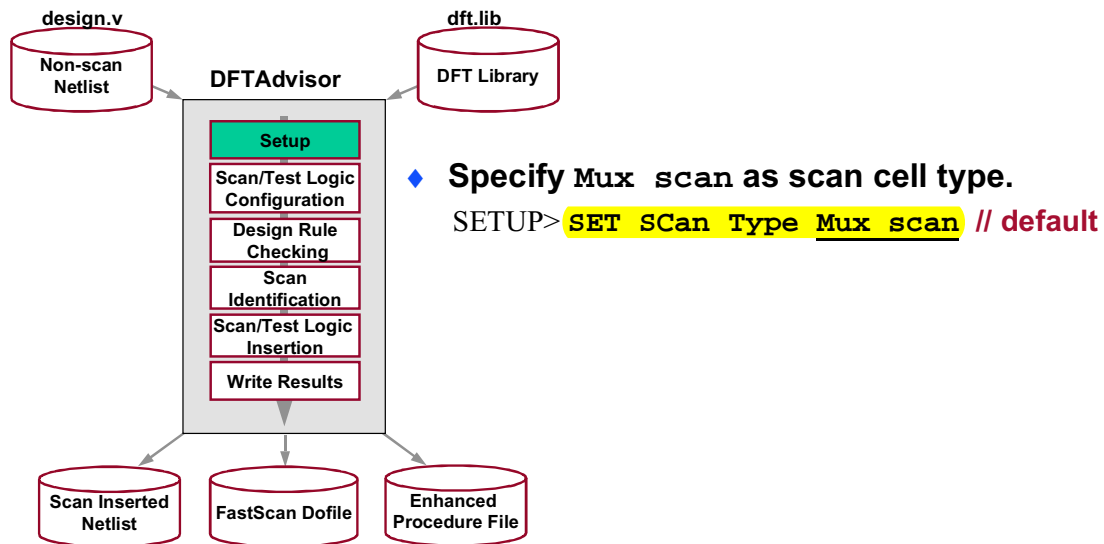 design.v
dft.lib
Non-scan
Netlist
DFTAdvisor
DFT Library
Setup
Scan/Test Logic
Configuration
Design Rule
Checking
Scan
Identification
Scan/Test Logic
Insertion
Write Results
♦ Specify Mux scan as scan cell type.
SETUP> SET SCan Type Mux scan // default
Scan Inserted
Netlist
FastScan Dofile
Enhanced
Procedure File